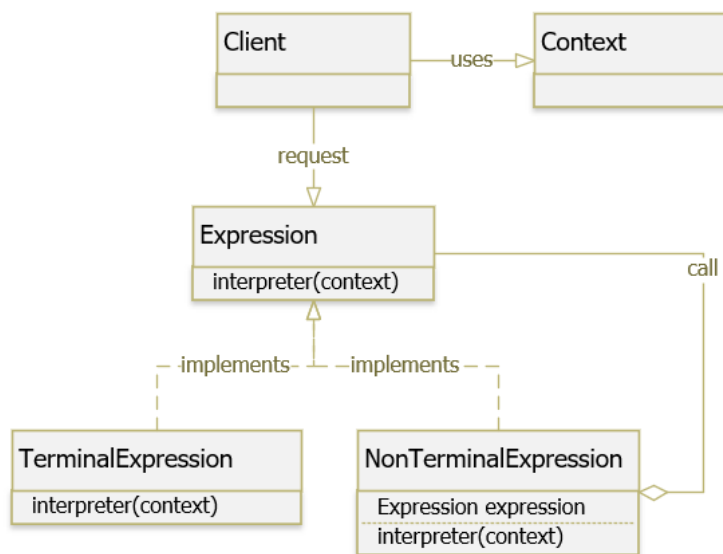 Client
Context
uses
request
Expression
interpreter(context)
call
implements
implements
TerminalExpression
interpreter(context)
NonTerminalExpression
Expression expression
interpreter(context)